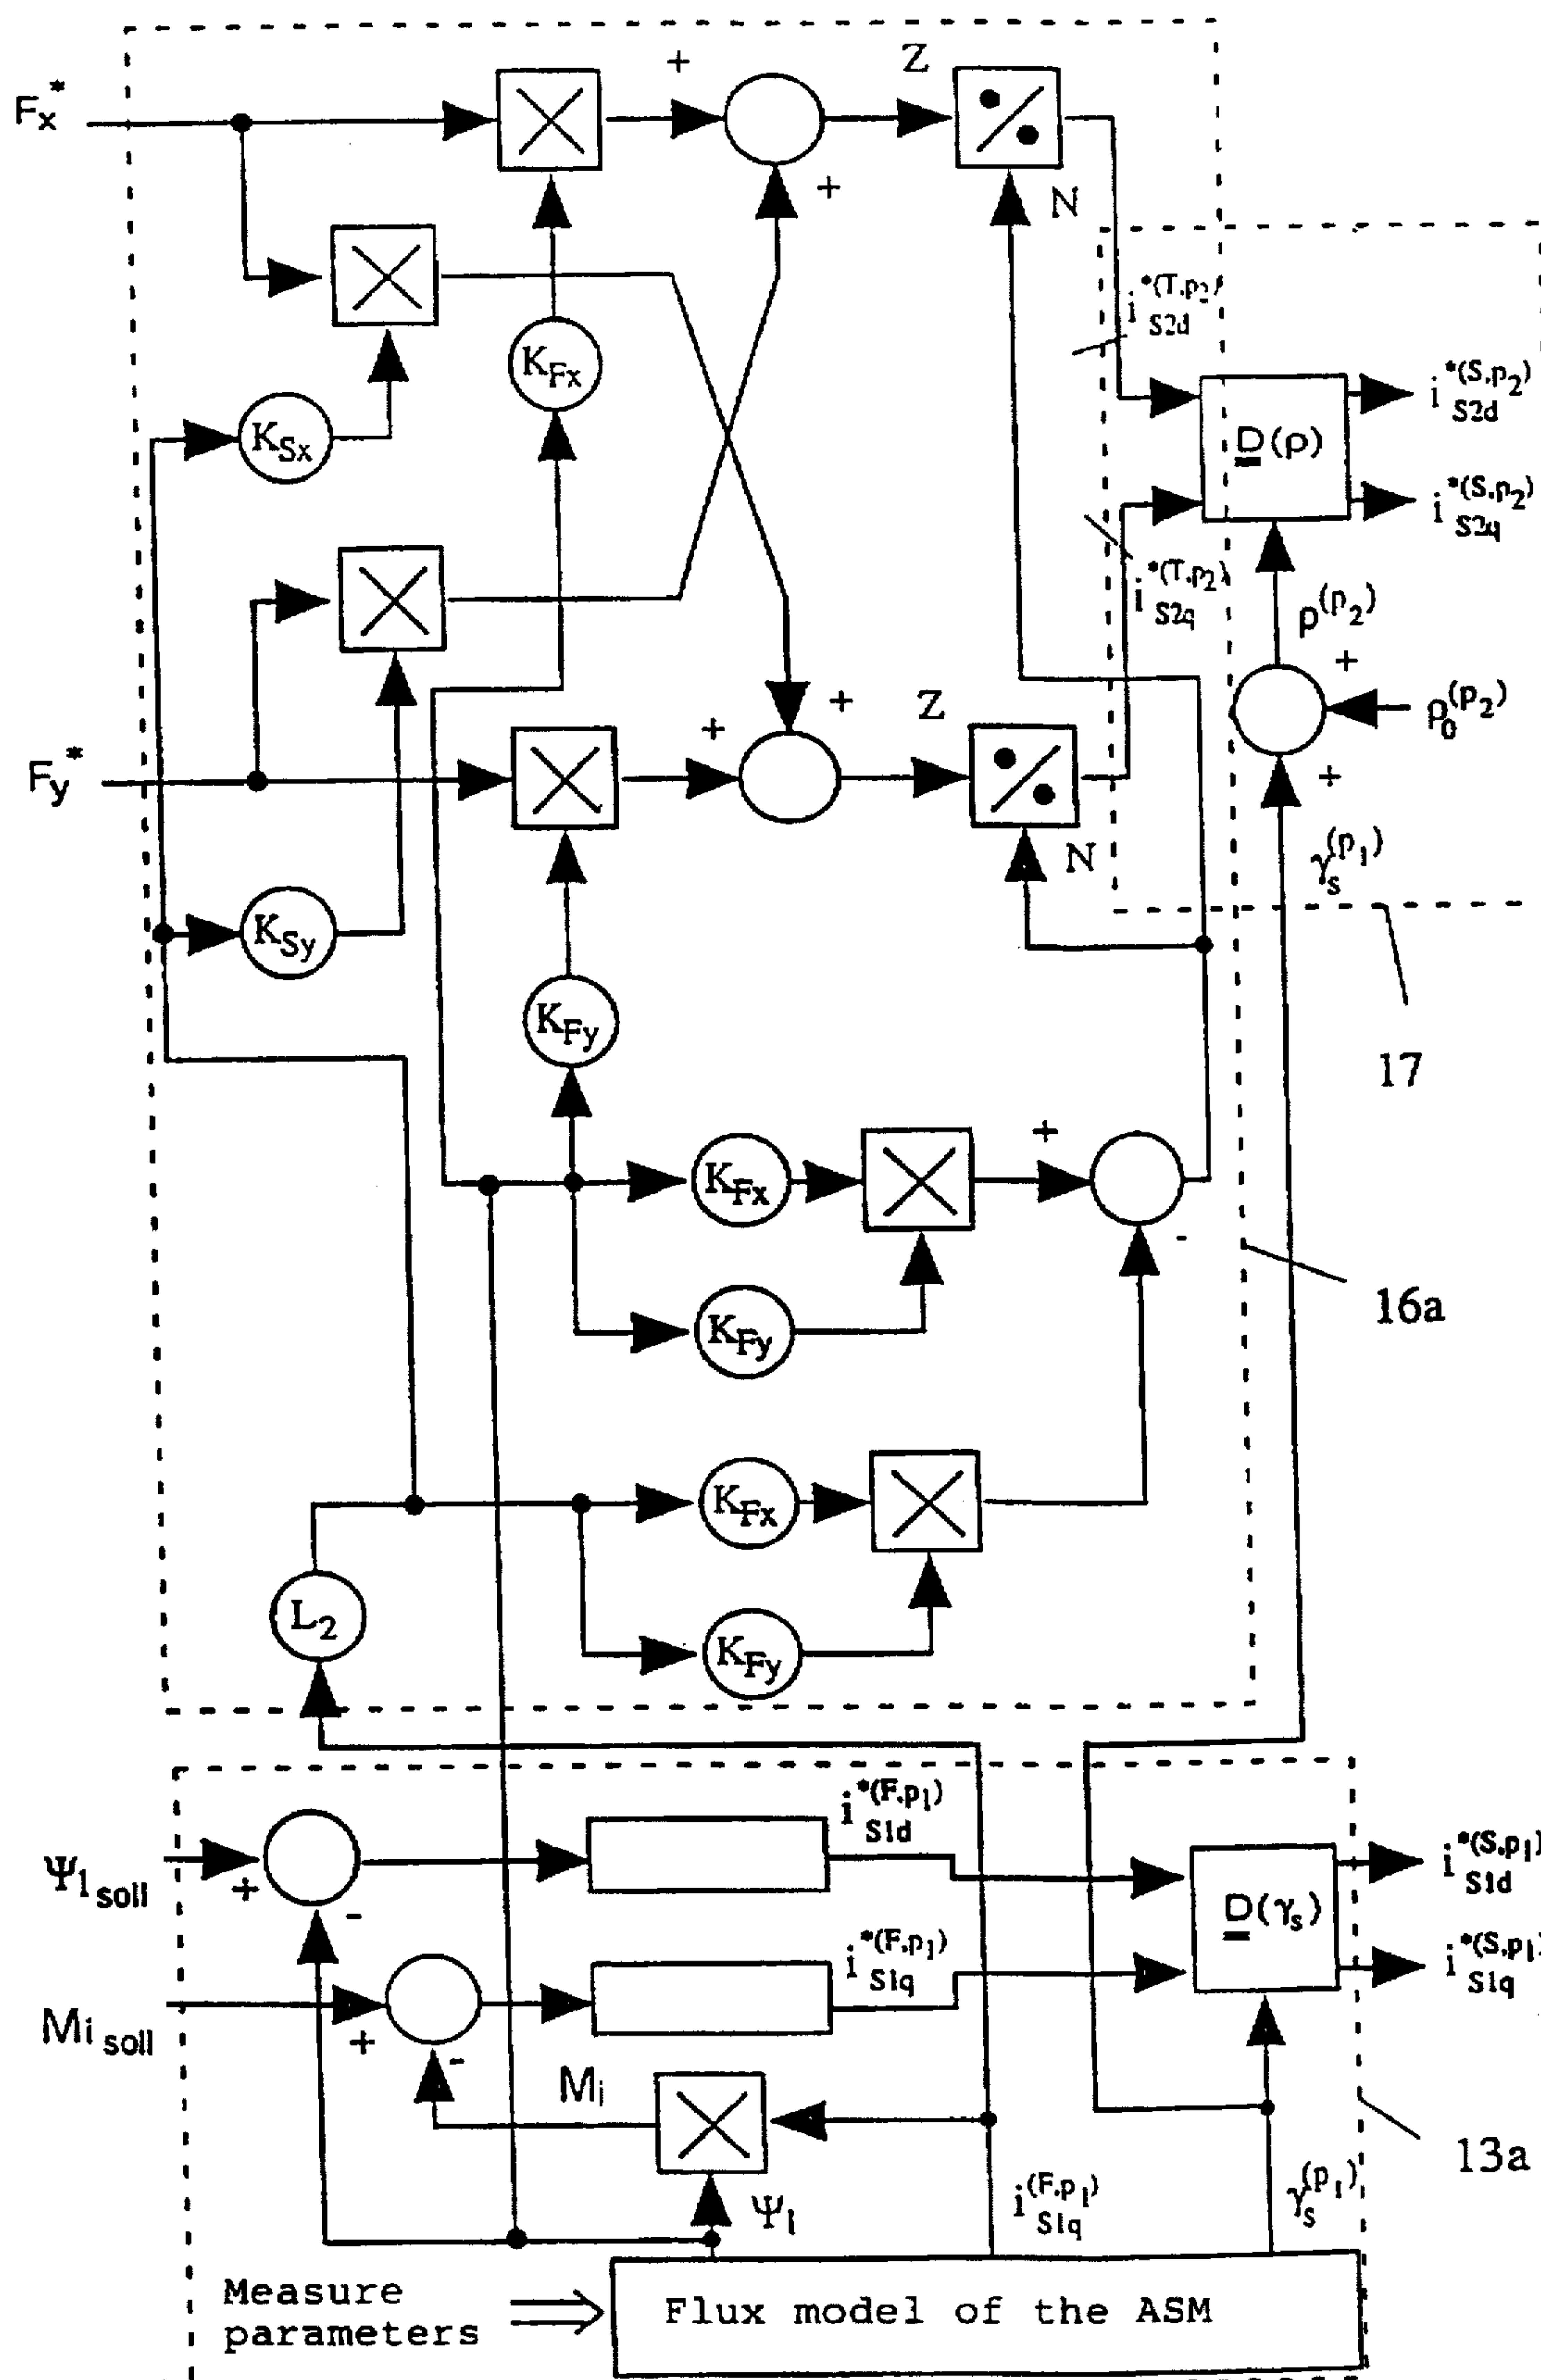 Fx*
+
Z
+
N
i*(T,p2)S2d
KFx
i*(S,p2)S2d
KSx
D(ρ)
i*(S,p2)S2q
i*(T,p2)S2q
ρ(p2)
+
ρ0(p2)
+
+
Z
+
Fy*
N
γs(p1)
KSy
KFy
17
+
KFx
-
16a
KFy
KFx
L2
KFy
i*(F,p1)S1d
Ψ1soll
+
-
i*(S,p1)S1d
D(γs)
i*(F,p1)S1q
i*(S,p1)S1q
Misoll
+
-
Mi
13a
Ψ1
i(F,p1)S1q
γs(p1)
Measure
parameters
Flux model of the ASM